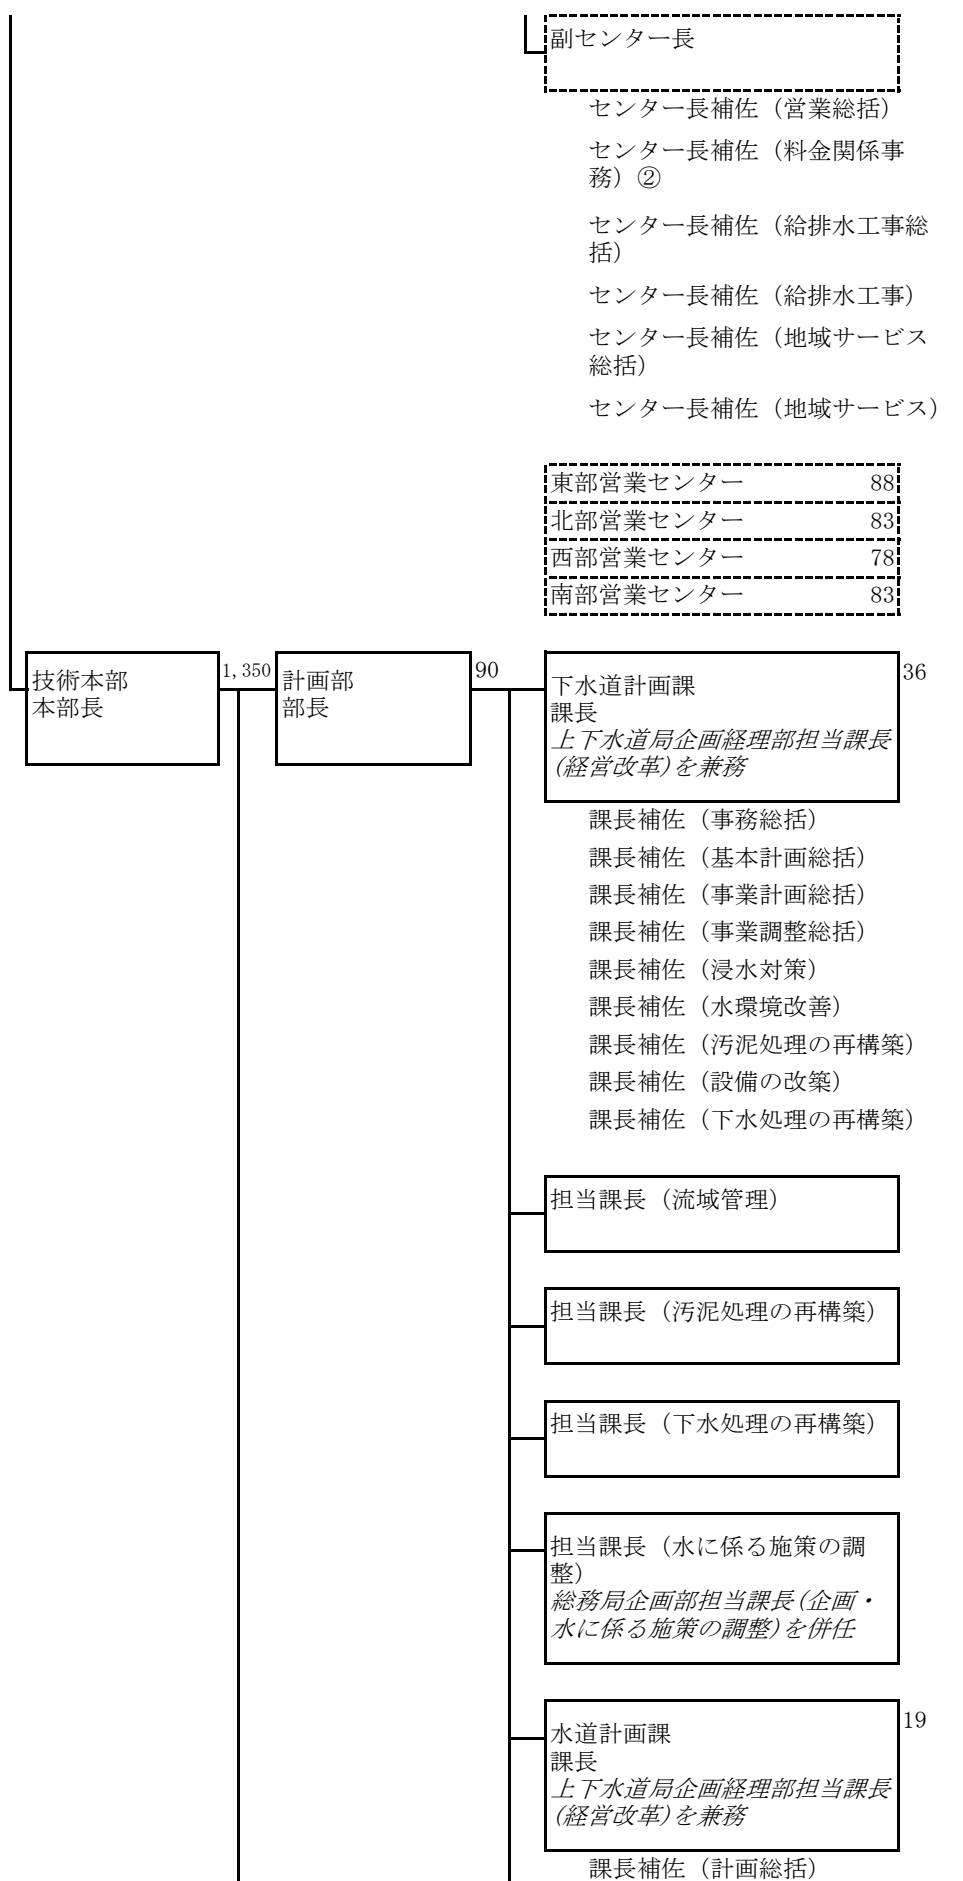 副センター長
センター長補佐（営業総括）
センター長補佐（料金関係事
務）②
センター長補佐（給排水工事総
括）
センター長補佐（給排水工事）
センター長補佐（地域サービス
総括）
センター長補佐（地域サービス）
東部営業センター 88
北部営業センター 83
西部営業センター 78
南部営業センター 83
技術本部
本部長
1,350
計画部
部長
90
下水道計画課
課長
上下水道局企画経理部担当課長
(経営改革)を兼務
36
課長補佐（事務総括）
課長補佐（基本計画総括）
課長補佐（事業計画総括）
課長補佐（事業調整総括）
課長補佐（浸水対策）
課長補佐（水環境改善）
課長補佐（汚泥処理の再構築）
課長補佐（設備の改築）
課長補佐（下水処理の再構築）
担当課長（流域管理）
担当課長（汚泥処理の再構築）
担当課長（下水処理の再構築）
担当課長（水に係る施策の調
整）
総務局企画部担当課長(企画・
水に係る施策の調整)を併任
水道計画課
課長
上下水道局企画経理部担当課長
(経営改革)を兼務
19
課長補佐（計画総括）